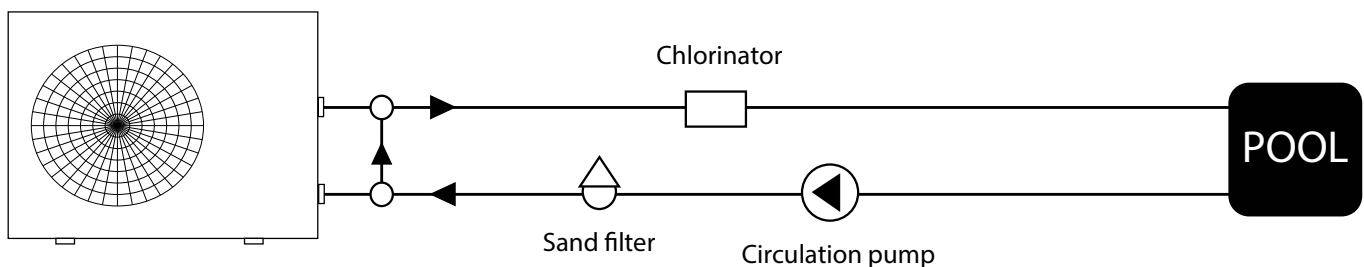 Chlorinator
POOL
Sand filter
Circulation pump